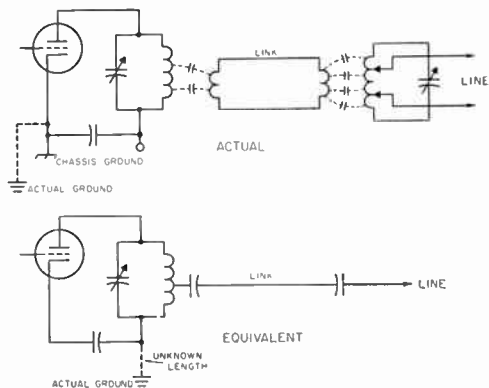 LINK
LINE
CHASSIS GROUND
ACTUAL
ACTUAL GROUND
LINK
LINE
EQUIVALENT
UNKNOWN
LENGTH
ACTUAL GROUND